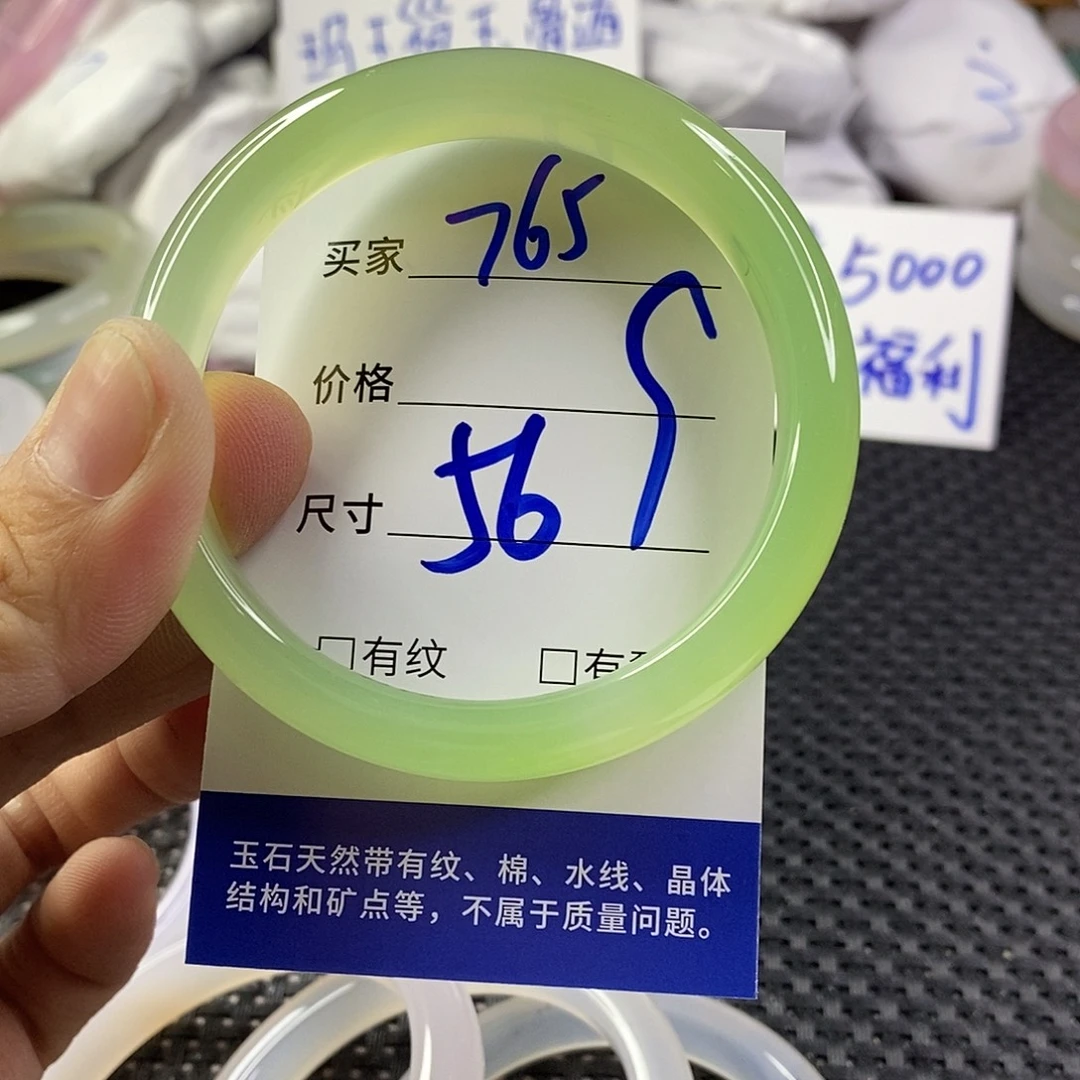 买家 765
价格
尺寸 56
□有纹 □有
玉石天然带有纹、棉、水线、晶体
结构和矿点等，不属于质量问题。
5000
福利